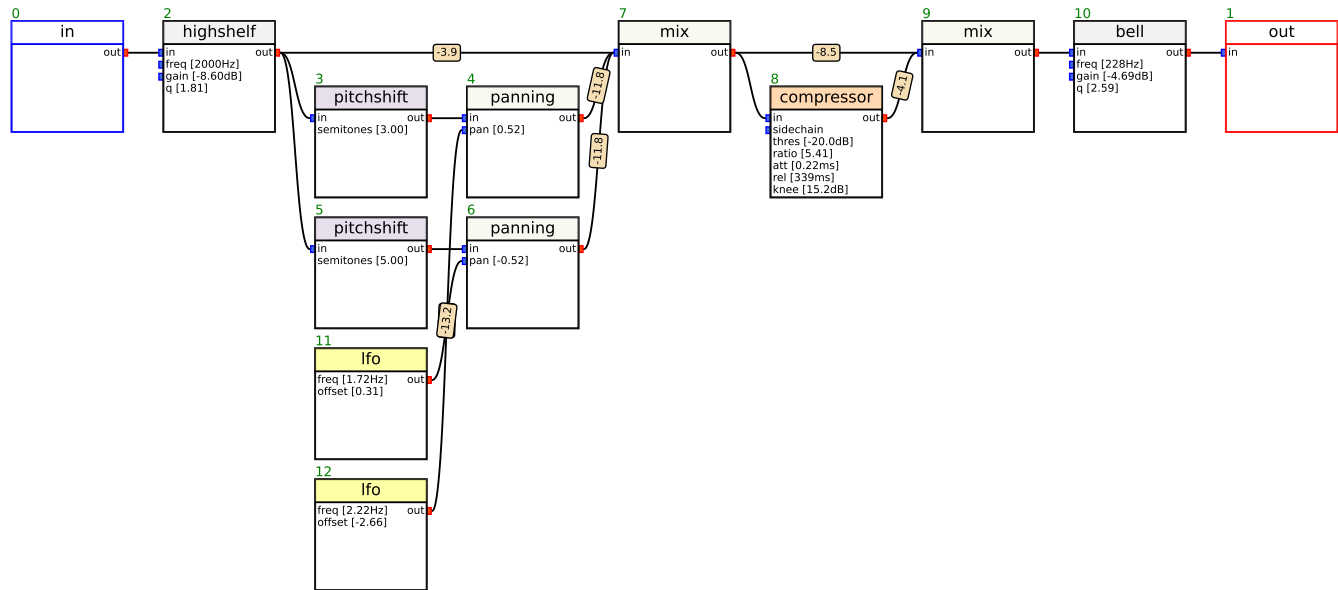 0
in
out
2
highshelf
in
out
freq [2000Hz]
gain [-8.60dB]
q [1.81]
-3.9
3
pitchshift
in
out
semitones [3.00]
4
panning
in
out
pan [0.52]
-11.8
-11.8
5
pitchshift
in
out
semitones [5.00]
6
panning
in
out
pan [-0.52]
-13.2
11
lfo
freq [1.72Hz]
out
offset [0.31]
12
lfo
freq [2.22Hz]
out
offset [-2.66]
7
mix
in
out
-8.5
8
compressor
in
out
sidechain
thres [-20.0dB]
ratio [5.41]
att [0.22ms]
rel [339ms]
knee [15.2dB]
-4.1
9
mix
in
out
10
bell
in
out
freq [228Hz]
gain [-4.69dB]
q [2.59]
1
out
in